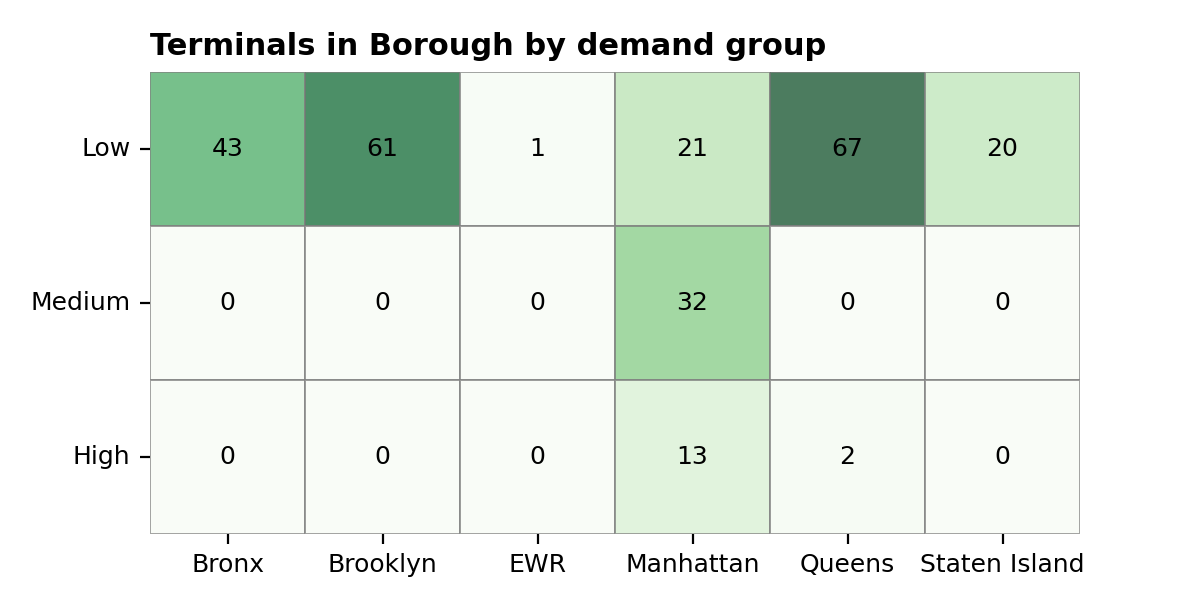 Terminals in Borough by demand group
Low 43 61 1 21 67 20
Medium 0 0 0 32 0 0
High 0 0 0 13 2 0
Bronx Brooklyn EWR Manhattan Queens Staten Island